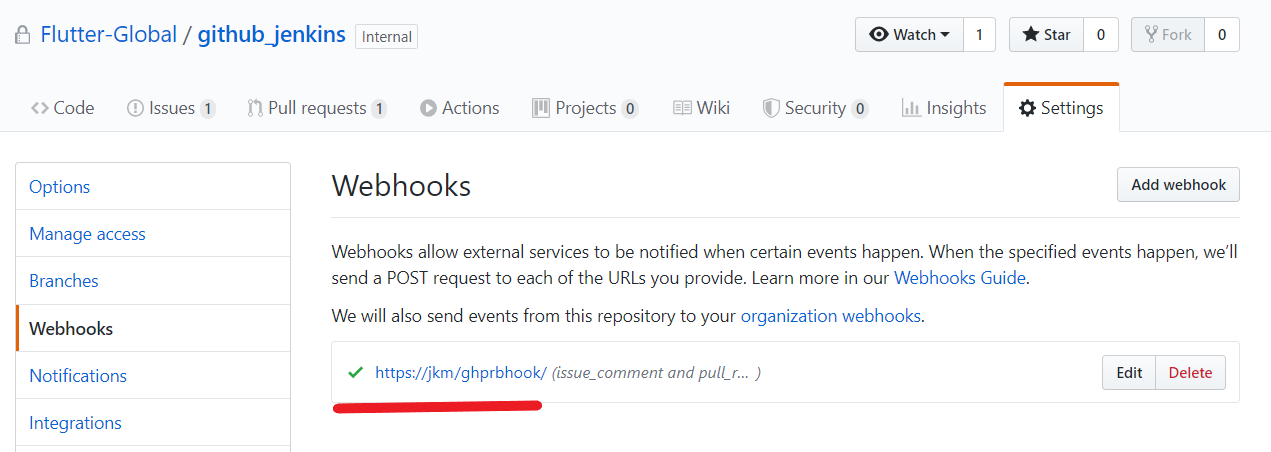 Flutter-Global / github_jenkins Internal
Watch 1 Star 0 Fork 0
Code Issues 1 Pull requests 1 Actions Projects 0 Wiki Security 0 Insights Settings
Options
Manage access
Branches
Webhooks
Notifications
Integrations
Webhooks
Add webhook
Webhooks allow external services to be notified when certain events happen. When the specified events happen, we’ll
send a POST request to each of the URLs you provide. Learn more in our Webhooks Guide.
We will also send events from this repository to your organization webhooks.
https://jkm/ghprbhook/ (issue_comment and pull_r... )
Edit Delete